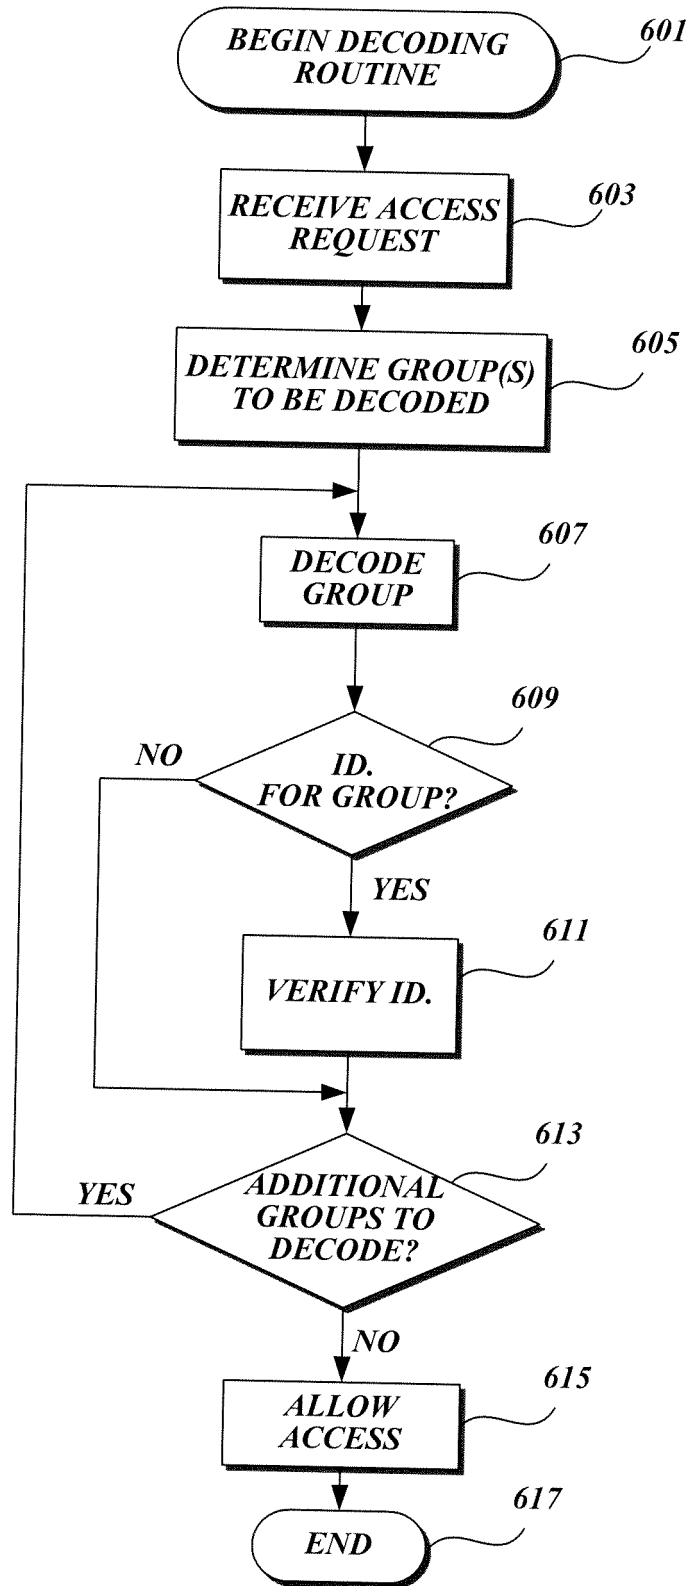 BEGIN DECODING
ROUTINE
601
RECEIVE ACCESS
REQUEST
603
DETERMINE GROUP(S)
TO BE DECODED
605
DECODE
GROUP
607
ID.
FOR GROUP?
609
NO
YES
VERIFY ID.
611
ADDITIONAL
GROUPS TO
DECODE?
613
YES
NO
ALLOW
ACCESS
615
END
617